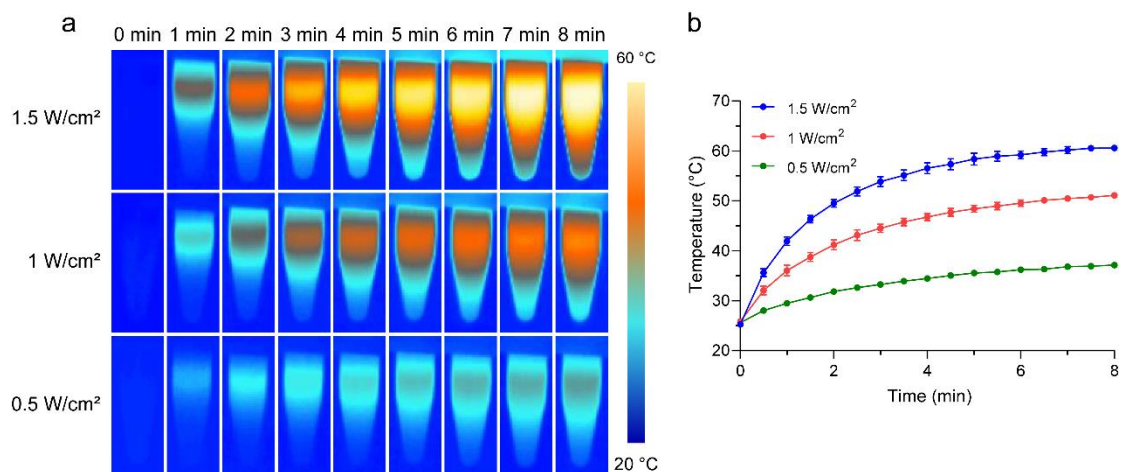 a
0 min 1 min 2 min 3 min 4 min 5 min 6 min 7 min 8 min
1.5 W/cm²
1 W/cm²
0.5 W/cm²
60 °C
20 °C
b
1.5 W/cm²
1 W/cm²
0.5 W/cm²
Temperature (°C)
70
60
50
40
30
20
0 2 4 6 8
Time (min)